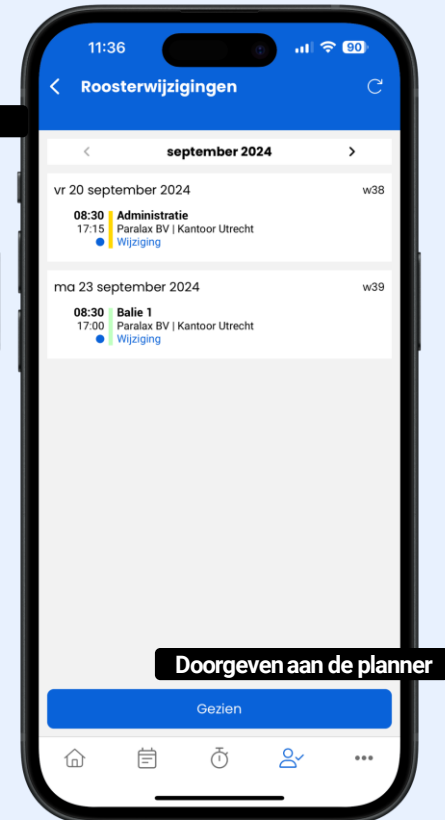 11:36
90
Roosterwijzigingen
september 2024
vr 20 september 2024 w38
08:30 Administratie
17:15 Paralax BV | Kantoor Utrecht
Wijziging
ma 23 september 2024 w39
08:30 Balie 1
17:00 Paralax BV | Kantoor Utrecht
Wijziging
Doorgeven aan de planner
Gezien